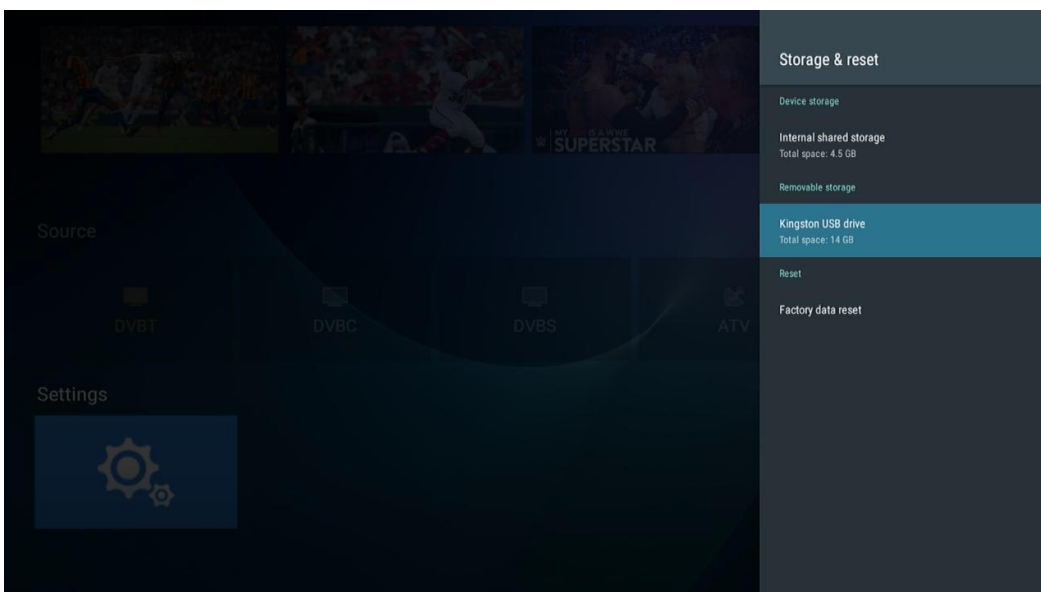 Storage & reset
Device storage
Internal shared storage
Total space: 4.5 GB
Removable storage
Kingston USB drive
Total space: 14 GB
Reset
Factory data reset
SUPERSTAR
Source
DVBT
DVBC
DVBS
ATV
Settings